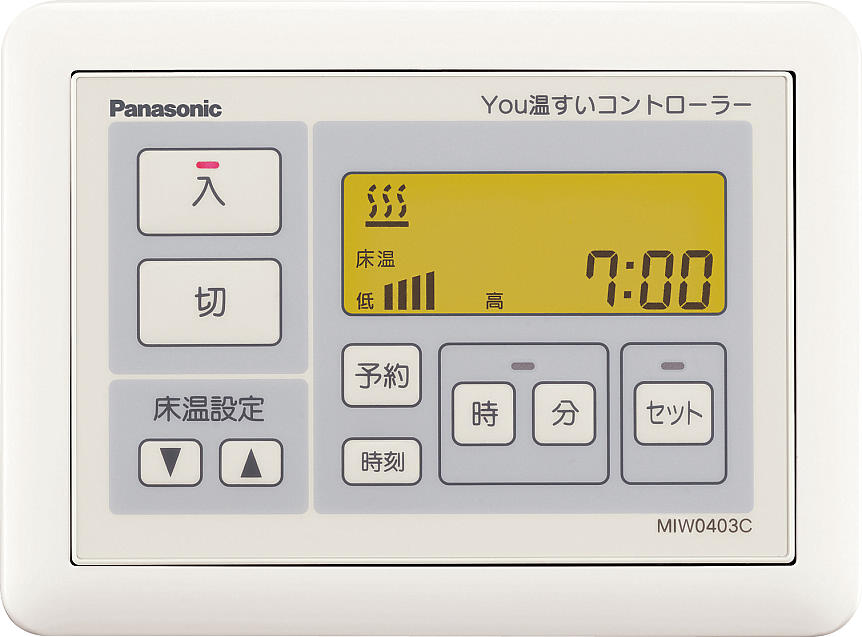 Panasonic
You温すいコントローラー
入
切
床温設定
▼ ▲
床温
低 高
7:00
予約
時刻
時 分
セット
MIW0403C